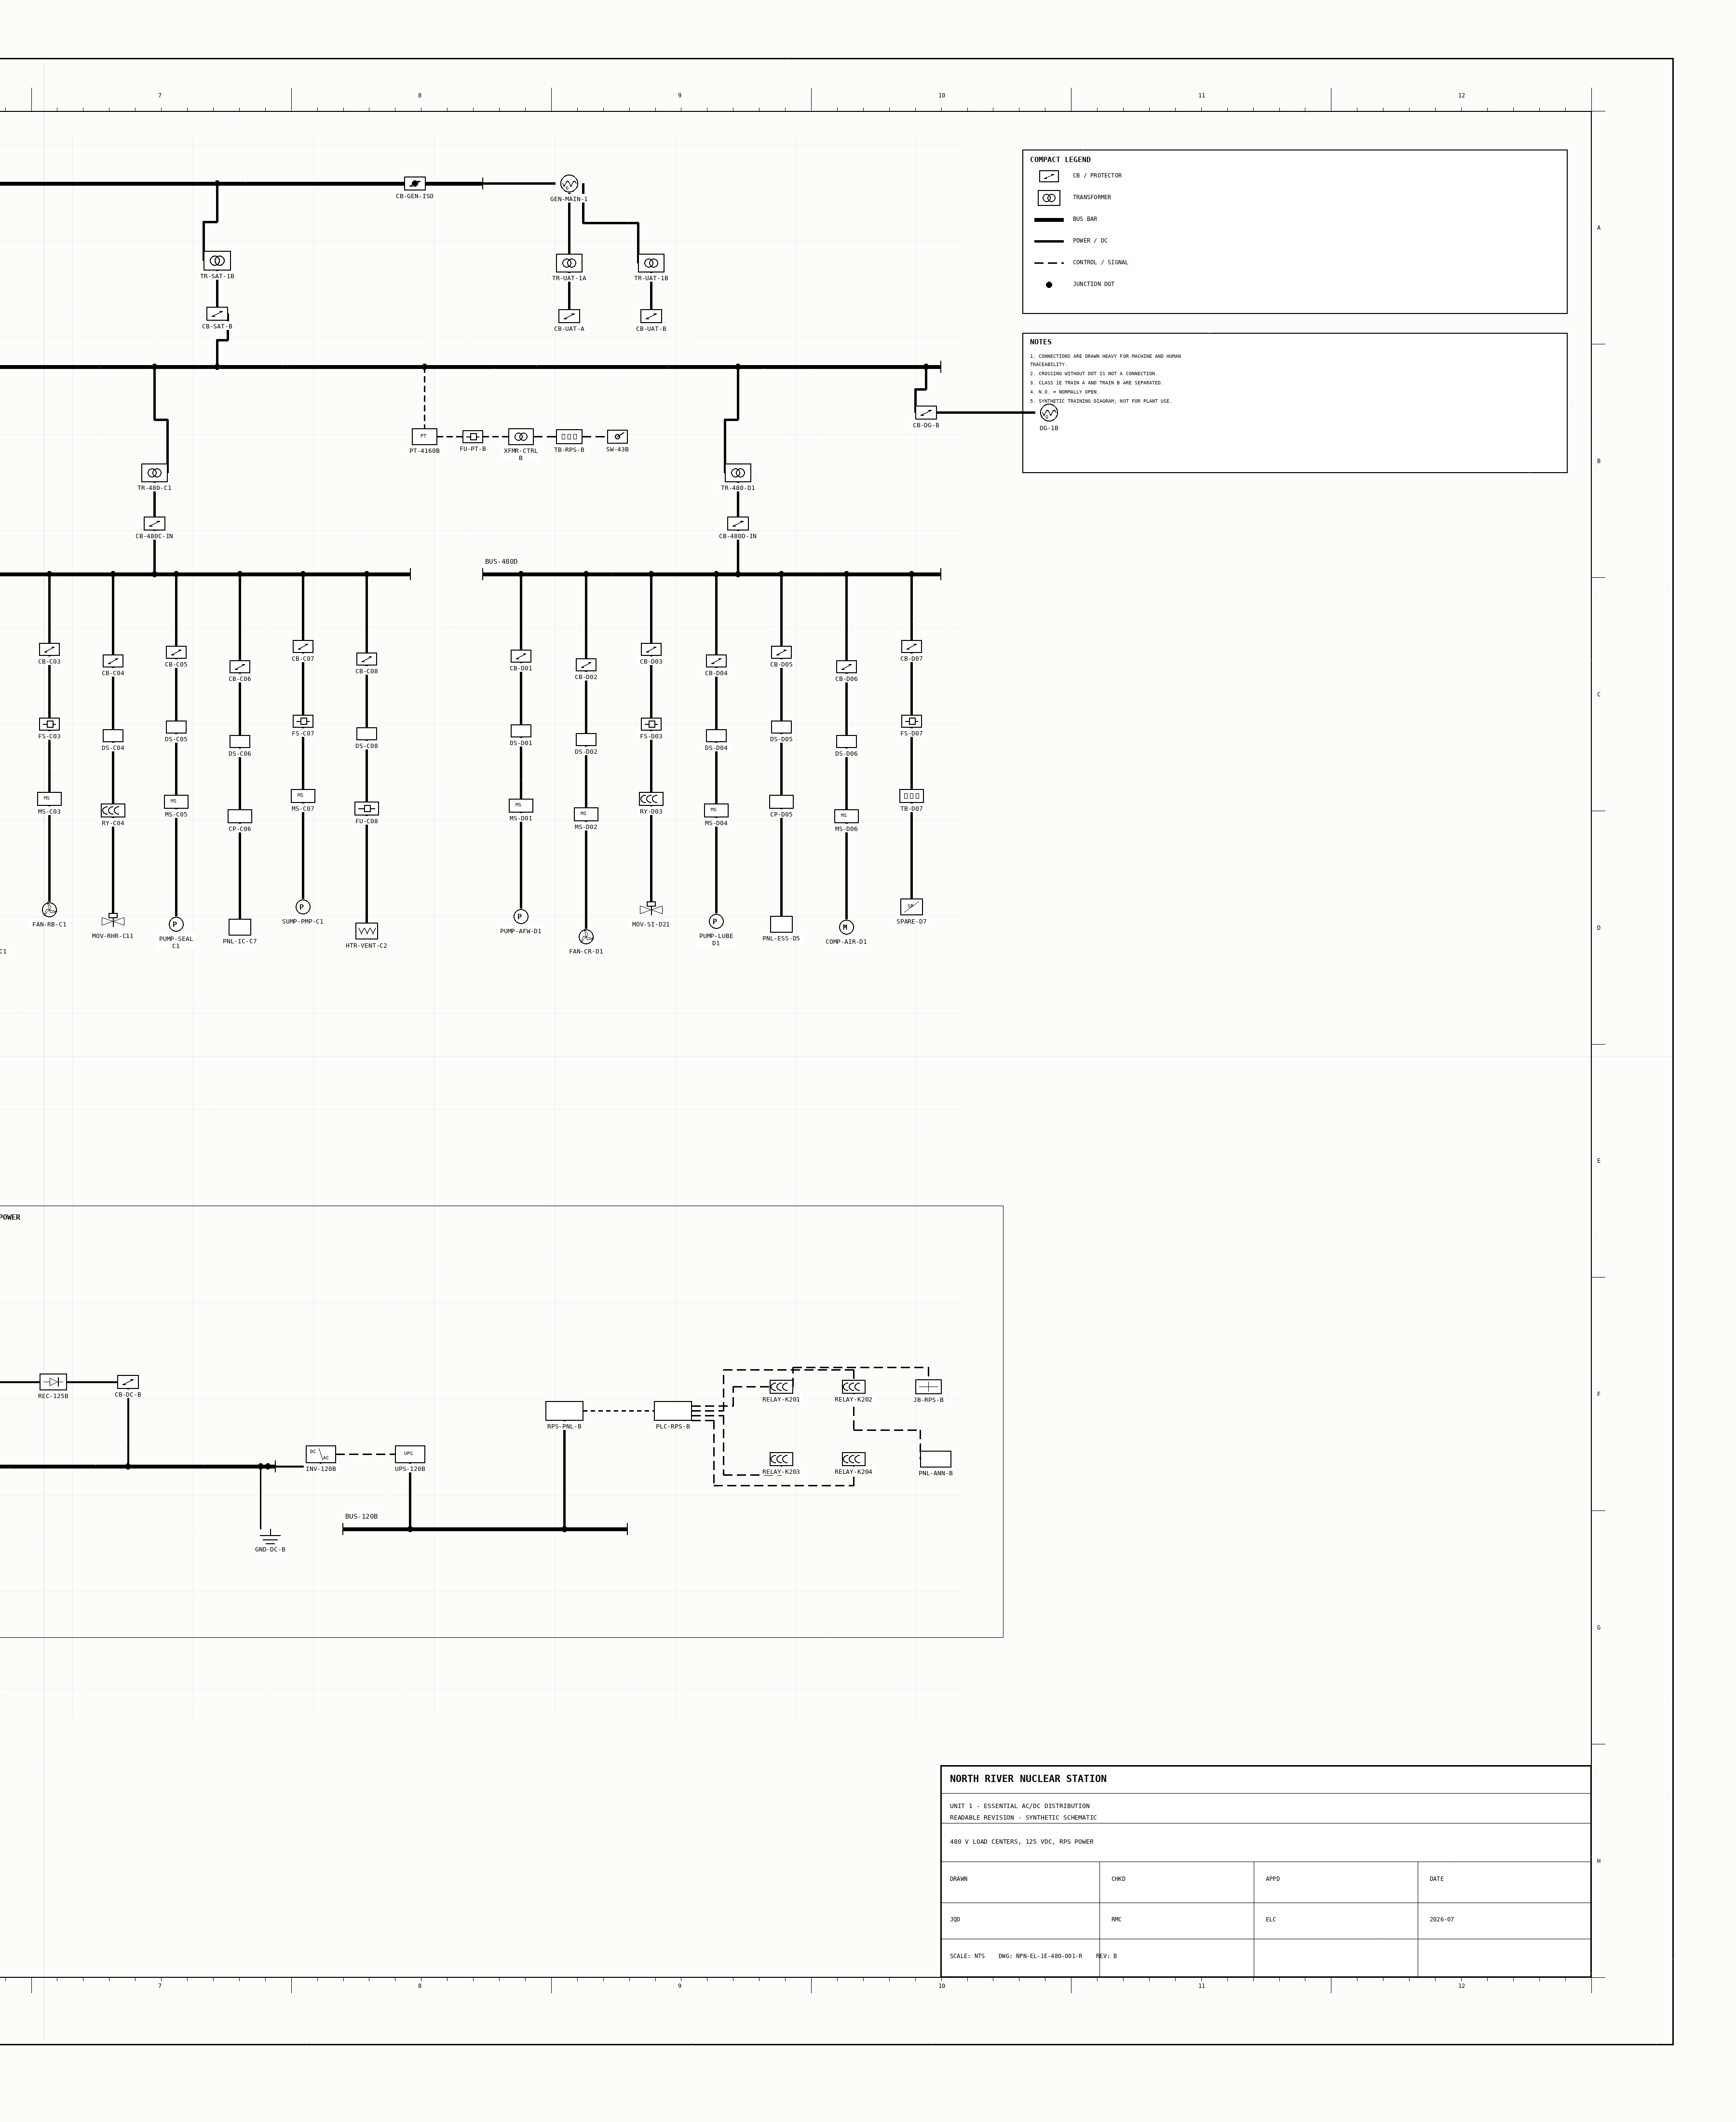 7 8 9 10 11 12
COMPACT LEGEND
CB / PROTECTOR
TRANSFORMER
BUS BAR
POWER / DC
CONTROL / SIGNAL
JUNCTION DOT
NOTES
1. CONNECTIONS ARE DRAWN HEAVY FOR MACHINE AND HUMAN
TRACEABILITY.
2. CROSSING WITHOUT DOT IS NOT A CONNECTION.
3. CLASS 1E TRAIN A AND TRAIN B ARE SEPARATED.
4. N.O. = NORMALLY OPEN.
5. SYNTHETIC TRAINING DIAGRAM; NOT FOR PLANT USE.
A
B
C
D
E
F
G
H
CB-GEN-ISO
GEN-MAIN-1
TR-SAT-1B
TR-UAT-1A
TR-UAT-1B
CB-SAT-B
CB-UAT-A
CB-UAT-B
CB-DG-B
DG-1B
PT
PT-4160B
FU-PT-B
XFMR-CTRL
B
TB-RPS-B
SW-43B
TR-480-C1
TR-480-D1
CB-480C-IN
CB-480D-IN
BUS-480D
CB-C03
CB-C04
CB-C05
CB-C06
CB-C07
CB-C08
CB-D01
CB-D02
CB-D03
CB-D04
CB-D05
CB-D06
CB-D07
FS-C03
DS-C04
DS-C05
DS-C06
FS-C07
DS-C08
DS-D01
DS-D02
FS-D03
DS-D04
DS-D05
DS-D06
FS-D07
MS
MS-C03
RY-C04
MS
MS-C05
CP-C06
MS
MS-C07
FU-C08
MS
MS-D01
MS
MS-D02
RY-D03
MS
MS-D04
CP-D05
MS
MS-D06
TB-D07
C1
FAN-RB-C1
MOV-RHR-C11
P
PUMP-SEAL
C1
PNL-IC-C7
P
SUMP-PMP-C1
HTR-VENT-C2
P
PUMP-AFW-D1
FAN-CR-D1
MOV-SI-D21
P
PUMP-LUBE
D1
PNL-ESS-D5
M
COMP-AIR-D1
SP
SPARE-D7
POWER
REC-125B
CB-DC-B
DC
AC
INV-120B
UPS
UPS-120B
GND-DC-B
BUS-120B
RPS-PNL-B
PLC-RPS-B
RELAY-K201
RELAY-K202
JB-RPS-B
RELAY-K203
RELAY-K204
PNL-ANN-B
NORTH RIVER NUCLEAR STATION
UNIT 1 - ESSENTIAL AC/DC DISTRIBUTION
READABLE REVISION - SYNTHETIC SCHEMATIC
480 V LOAD CENTERS, 125 VDC, RPS POWER
DRAWN CHKD APPD DATE
JQD RMC ELC 2026-07
SCALE: NTS DWG: NPN-EL-1E-480-001-R REV: B
7 8 9 10 11 12